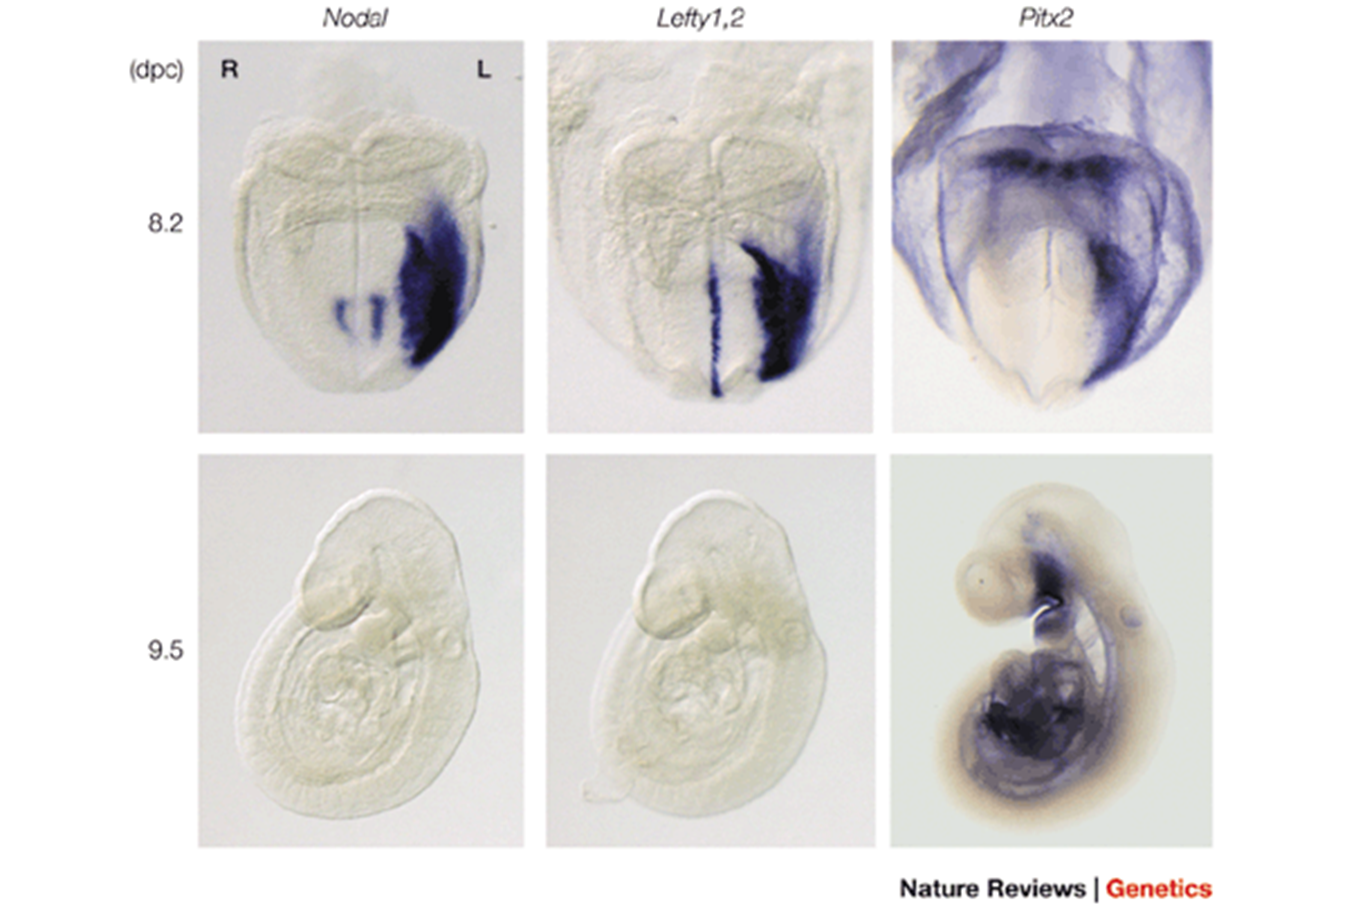 Nodal Lefty1,2 Pitx2
(dpc) R L
8.2
9.5
Nature Reviews | Genetics